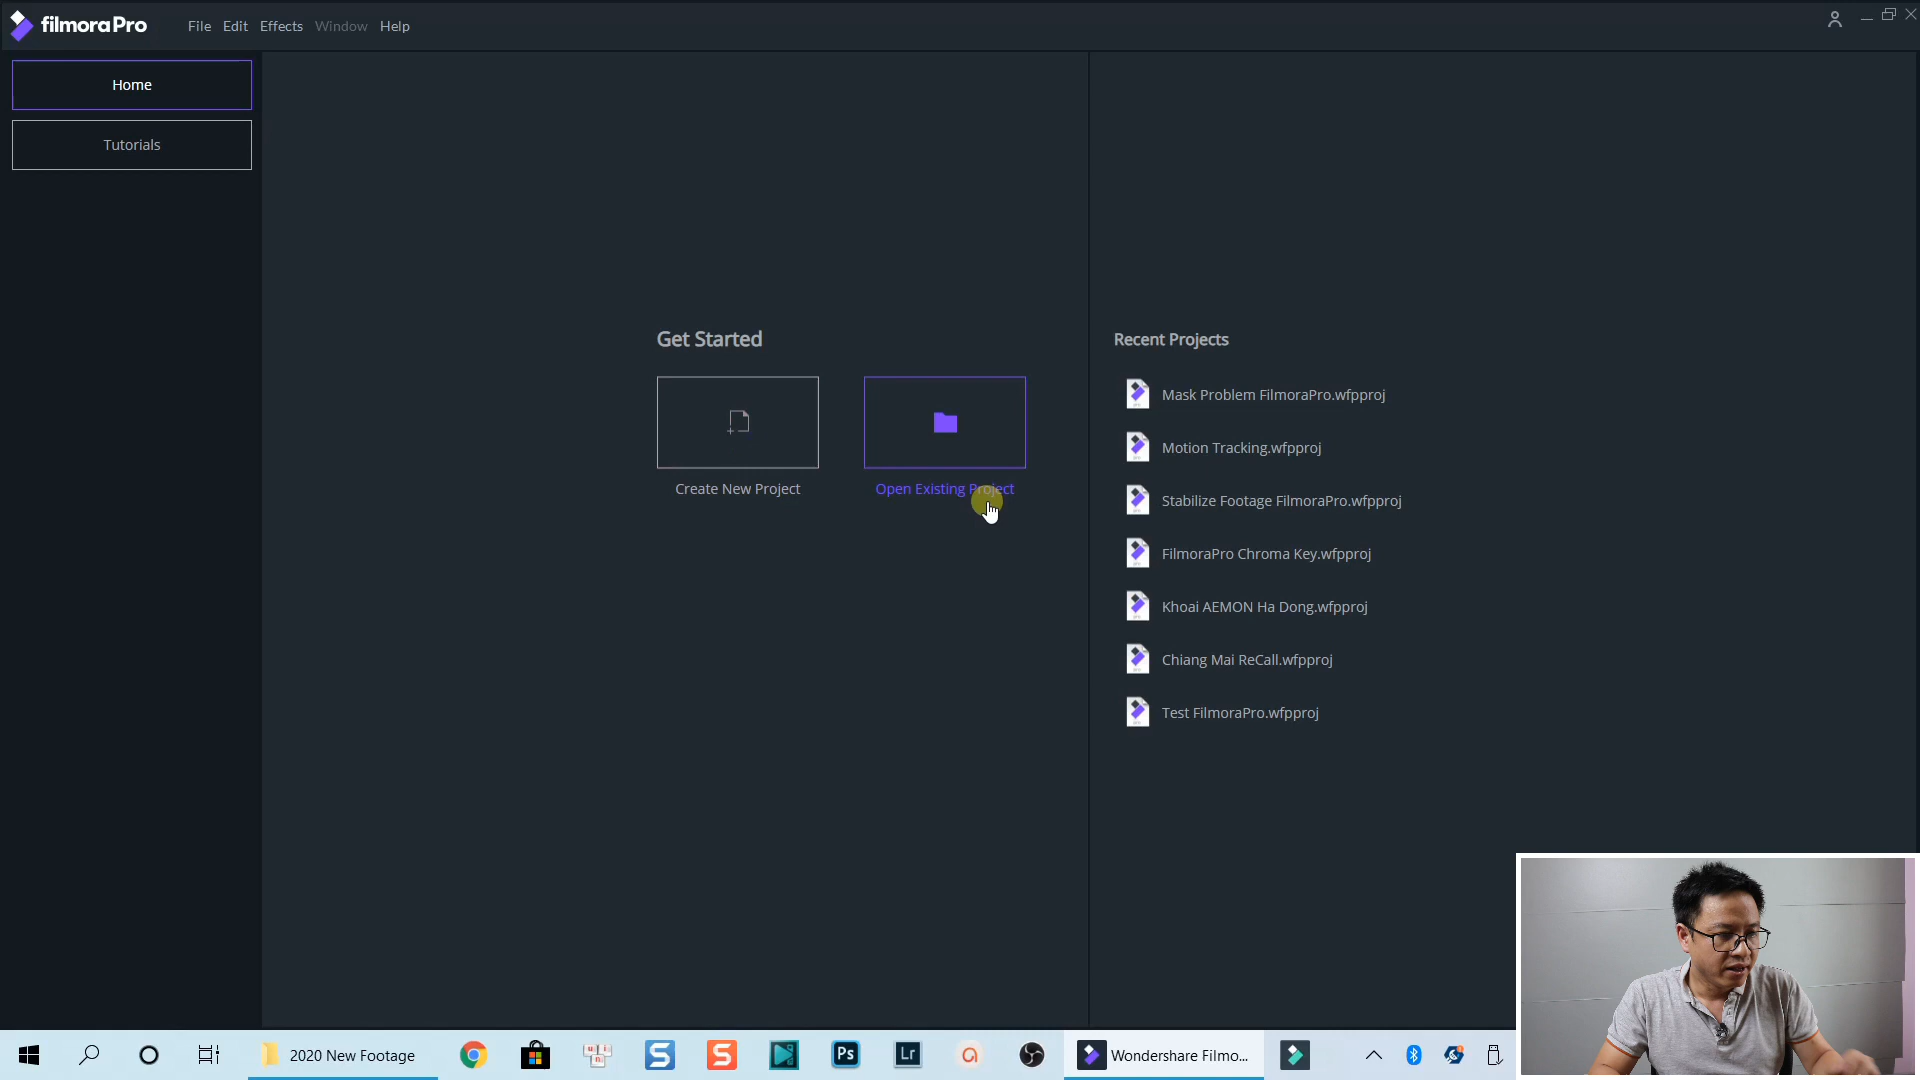 filmoraPro
File Edit Effects Window Help
Home
Tutorials
Get Started
Create New Project
Open Existing Project
Recent Projects
Mask Problem FilmoraPro.wfpproj
Motion Tracking.wfpproj
Stabilize Footage FilmoraPro.wfpproj
FilmoraPro Chroma Key.wfpproj
Khoai AEMON Ha Dong.wfpproj
Chiang Mai ReCall.wfpproj
Test FilmoraPro.wfpproj
2020 New Footage
S
S
Ps
Lr
Wondershare Filmo...